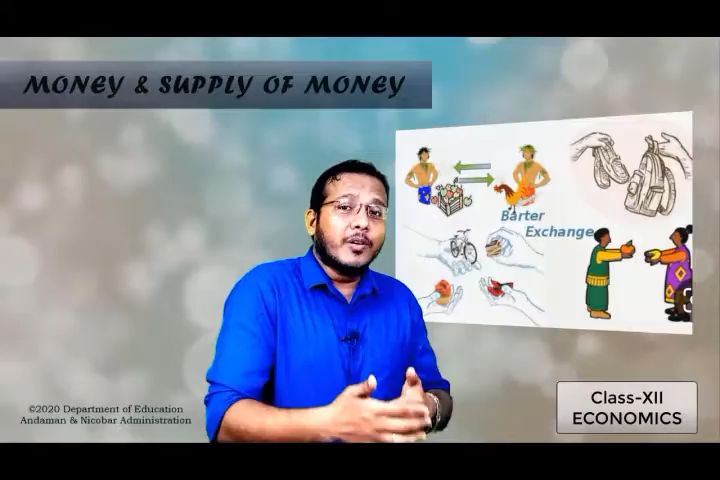 MONEY & SUPPLY OF MONEY
Barter
Exchange
©2020 Department of Education
Andaman & Nicobar Administration
Class-XII
ECONOMICS